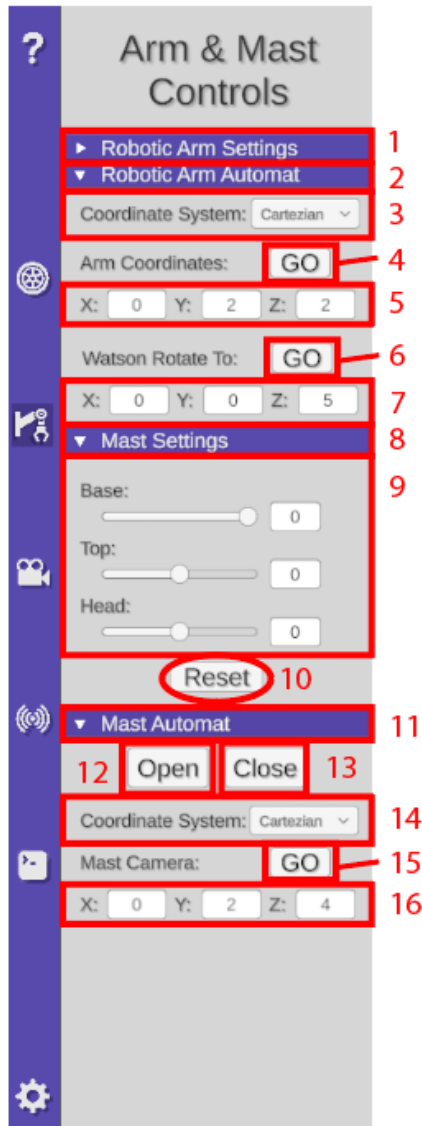 ?
Arm & Mast
Controls
Robotic Arm Settings 1
Robotic Arm Automat 2
Coordinate System: Cartezian 3
Arm Coordinates: GO 4
X: 0 Y: 2 Z: 2 5
Watson Rotate To: GO 6
X: 0 Y: 0 Z: 5 7
Mast Settings 8
9
Base:
0
Top:
0
Head:
0
Reset 10
Mast Automat 11
12 Open Close 13
Coordinate System: Cartezian 14
Mast Camera: GO 15
X: 0 Y: 2 Z: 4 16